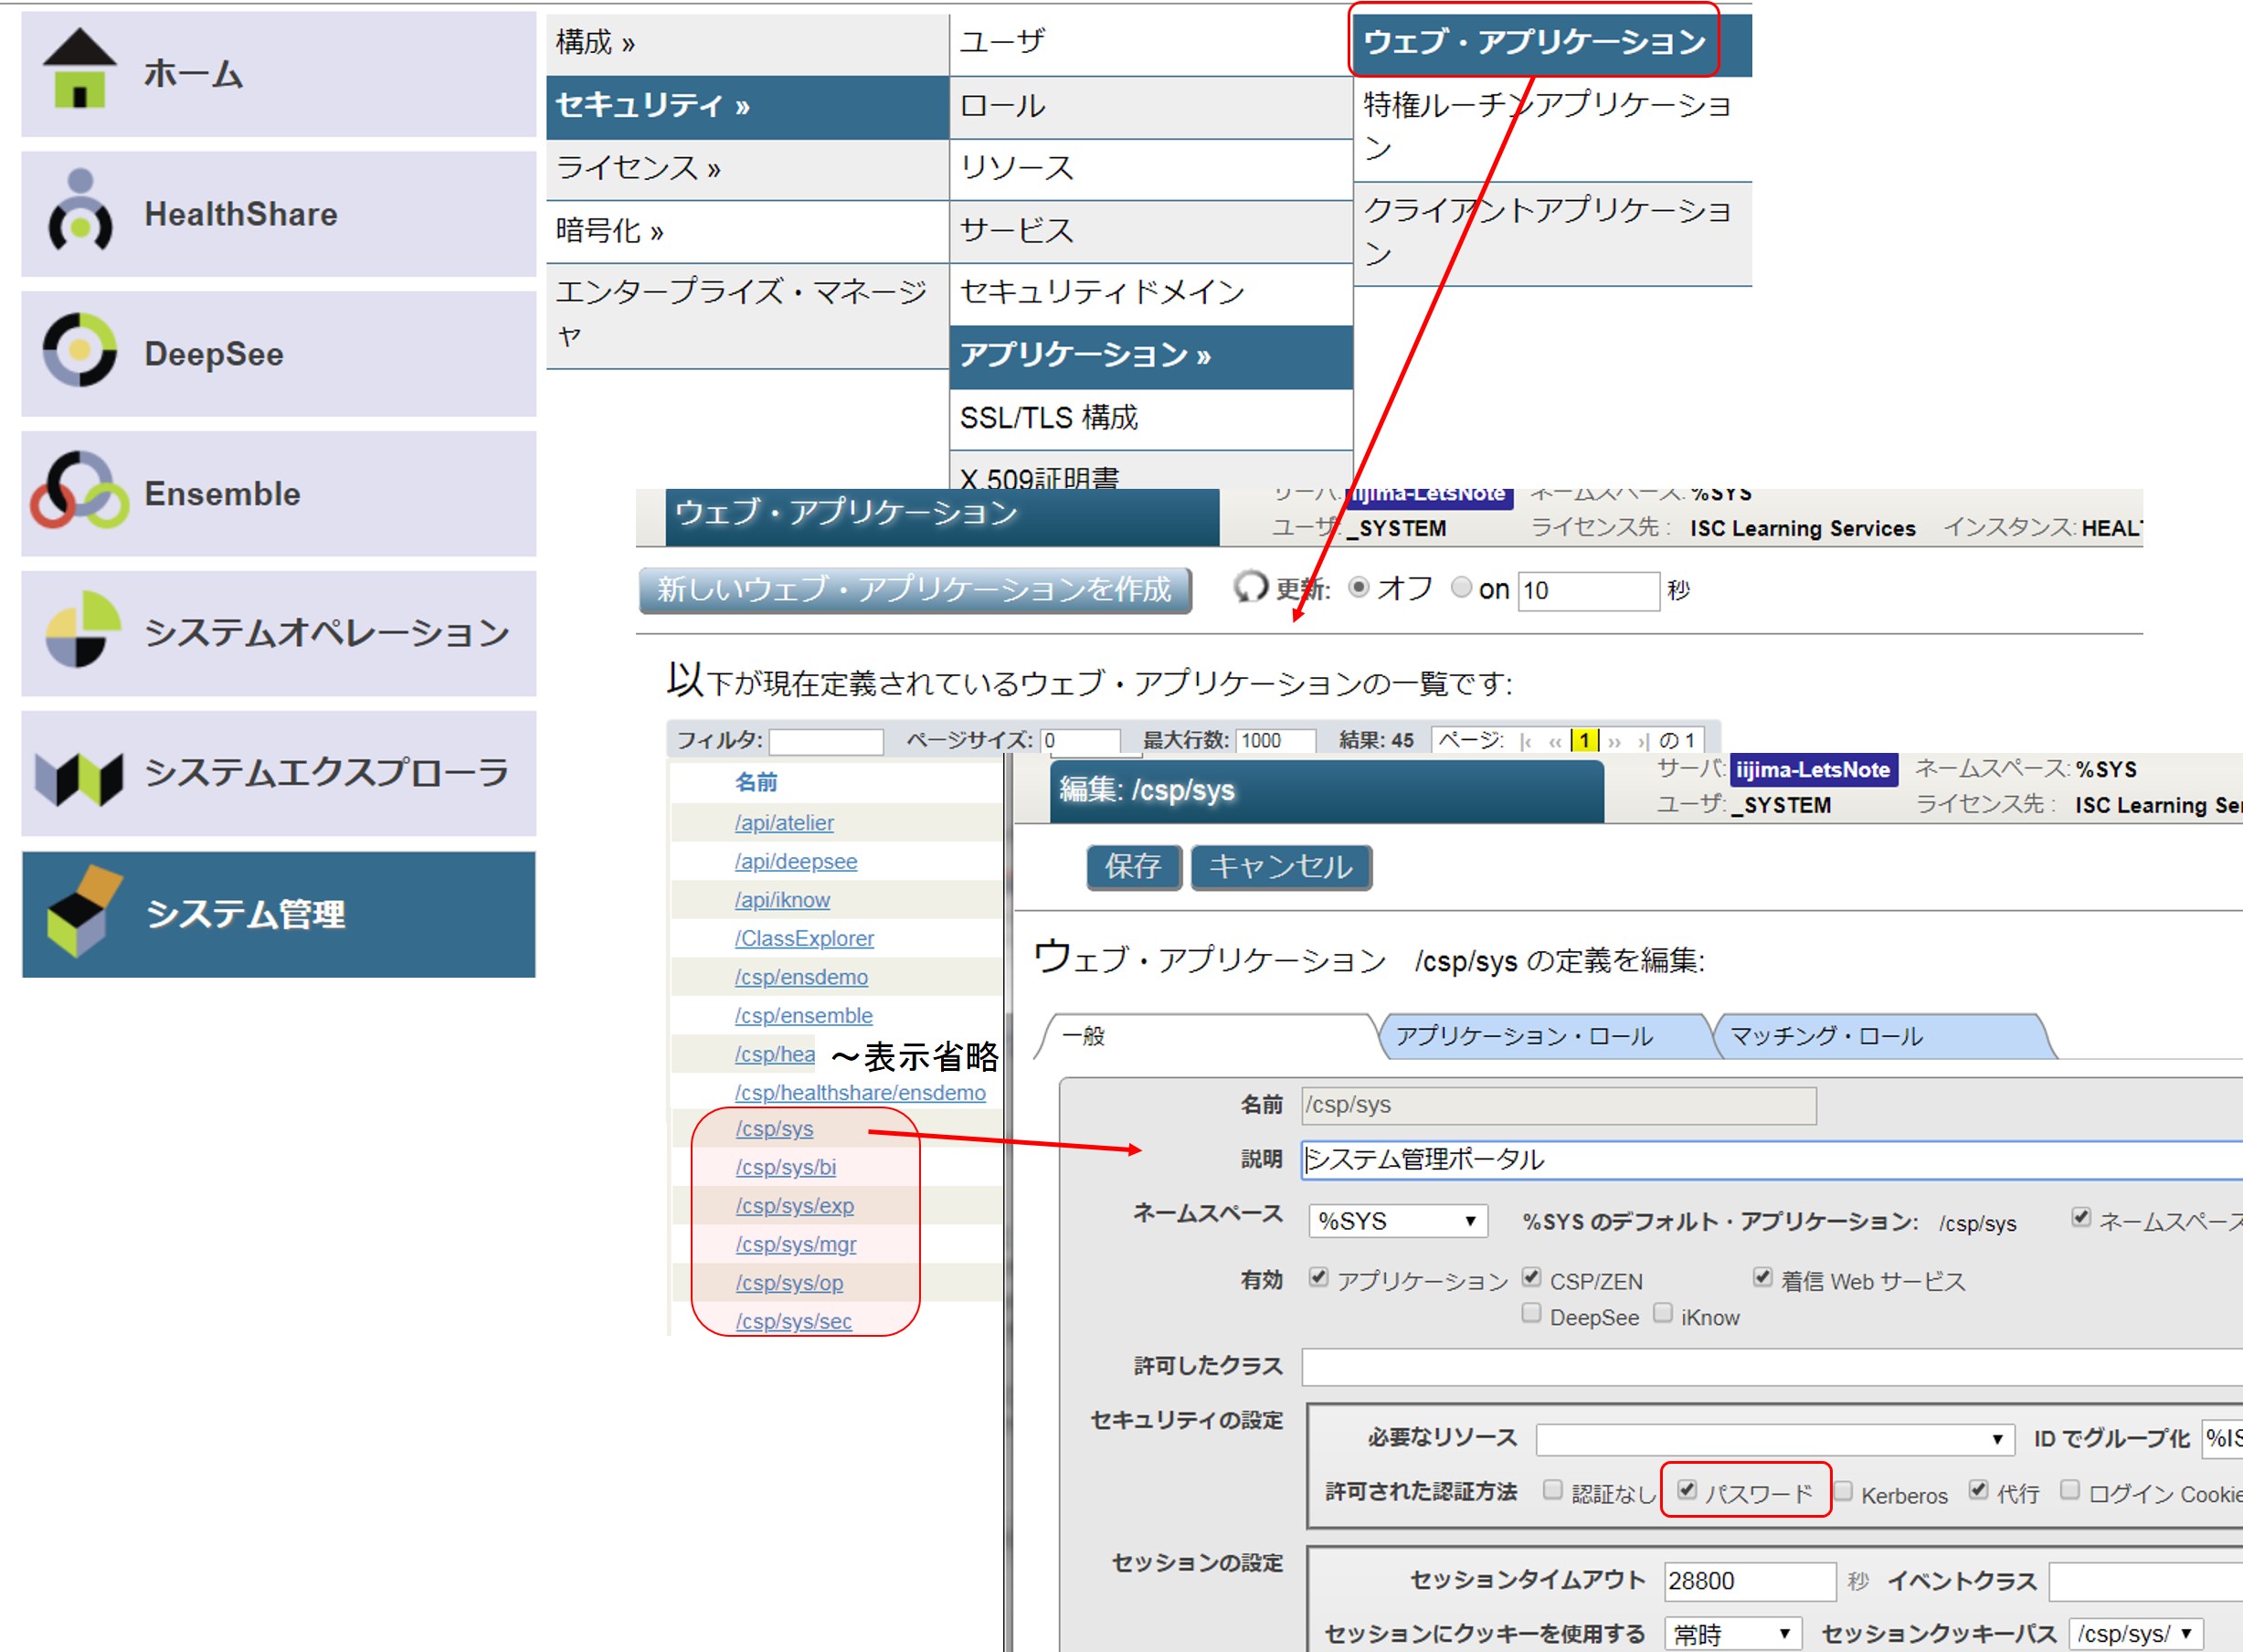 ホーム
HealthShare
DeepSee
Ensemble
システムオペレーション
システムエクスプローラ
システム管理
構成 »
セキュリティ »
ライセンス »
暗号化 »
エンタープライズ・マネージ
ャ
ユーザ
ロール
リソース
サービス
セキュリティドメイン
アプリケーション »
SSL/TLS 構成
X.509証明書
ウェブ・アプリケーション
特権ルーチンアプリケーショ
ン
クライアントアプリケーショ
ン
ウェブ・アプリケーション
サーバ: iijima-LetsNote ネームスペース: %SYS
ユーザ: _SYSTEM ライセンス先 : ISC Learning Services インスタンス: HEAL
新しいウェブ・アプリケーションを作成 更新: オフ on 10 秒
以下が現在定義されているウェブ・アプリケーションの一覧です:
フィルタ: ページサイズ: 0 最大行数: 1000 結果: 45 ページ: |‹ ‹‹ 1 ›› ›| の 1
名前
/api/atelier
/api/deepsee
/api/iknow
/ClassExplorer
/csp/ensdemo
/csp/ensemble
/csp/hea ～表示省略
/csp/healthshare/ensdemo
/csp/sys
/csp/sys/bi
/csp/sys/exp
/csp/sys/mgr
/csp/sys/op
/csp/sys/sec
編集: /csp/sys
サーバ: iijima-LetsNote ネームスペース: %SYS
ユーザ: _SYSTEM ライセンス先 : ISC Learning Se
保存 キャンセル
ウェブ・アプリケーション /csp/sys の定義を編集:
一般 アプリケーション・ロール マッチング・ロール
名前 /csp/sys
説明 システム管理ポータル
ネームスペース %SYS ▼ %SYS のデフォルト・アプリケーション: /csp/sys ネームスペース
有効 アプリケーション CSP/ZEN 着信 Web サービス
DeepSee iKnow
許可したクラス
セキュリティの設定
必要なリソース ▼ ID でグループ化 %IS
許可された認証方法 認証なし パスワード Kerberos 代行 ログイン Cookie
セッションの設定
セッションタイムアウト 28800 秒 イベントクラス
セッションにクッキーを使用する 常時 ▼ セッションクッキーパス /csp/sys/ ▼